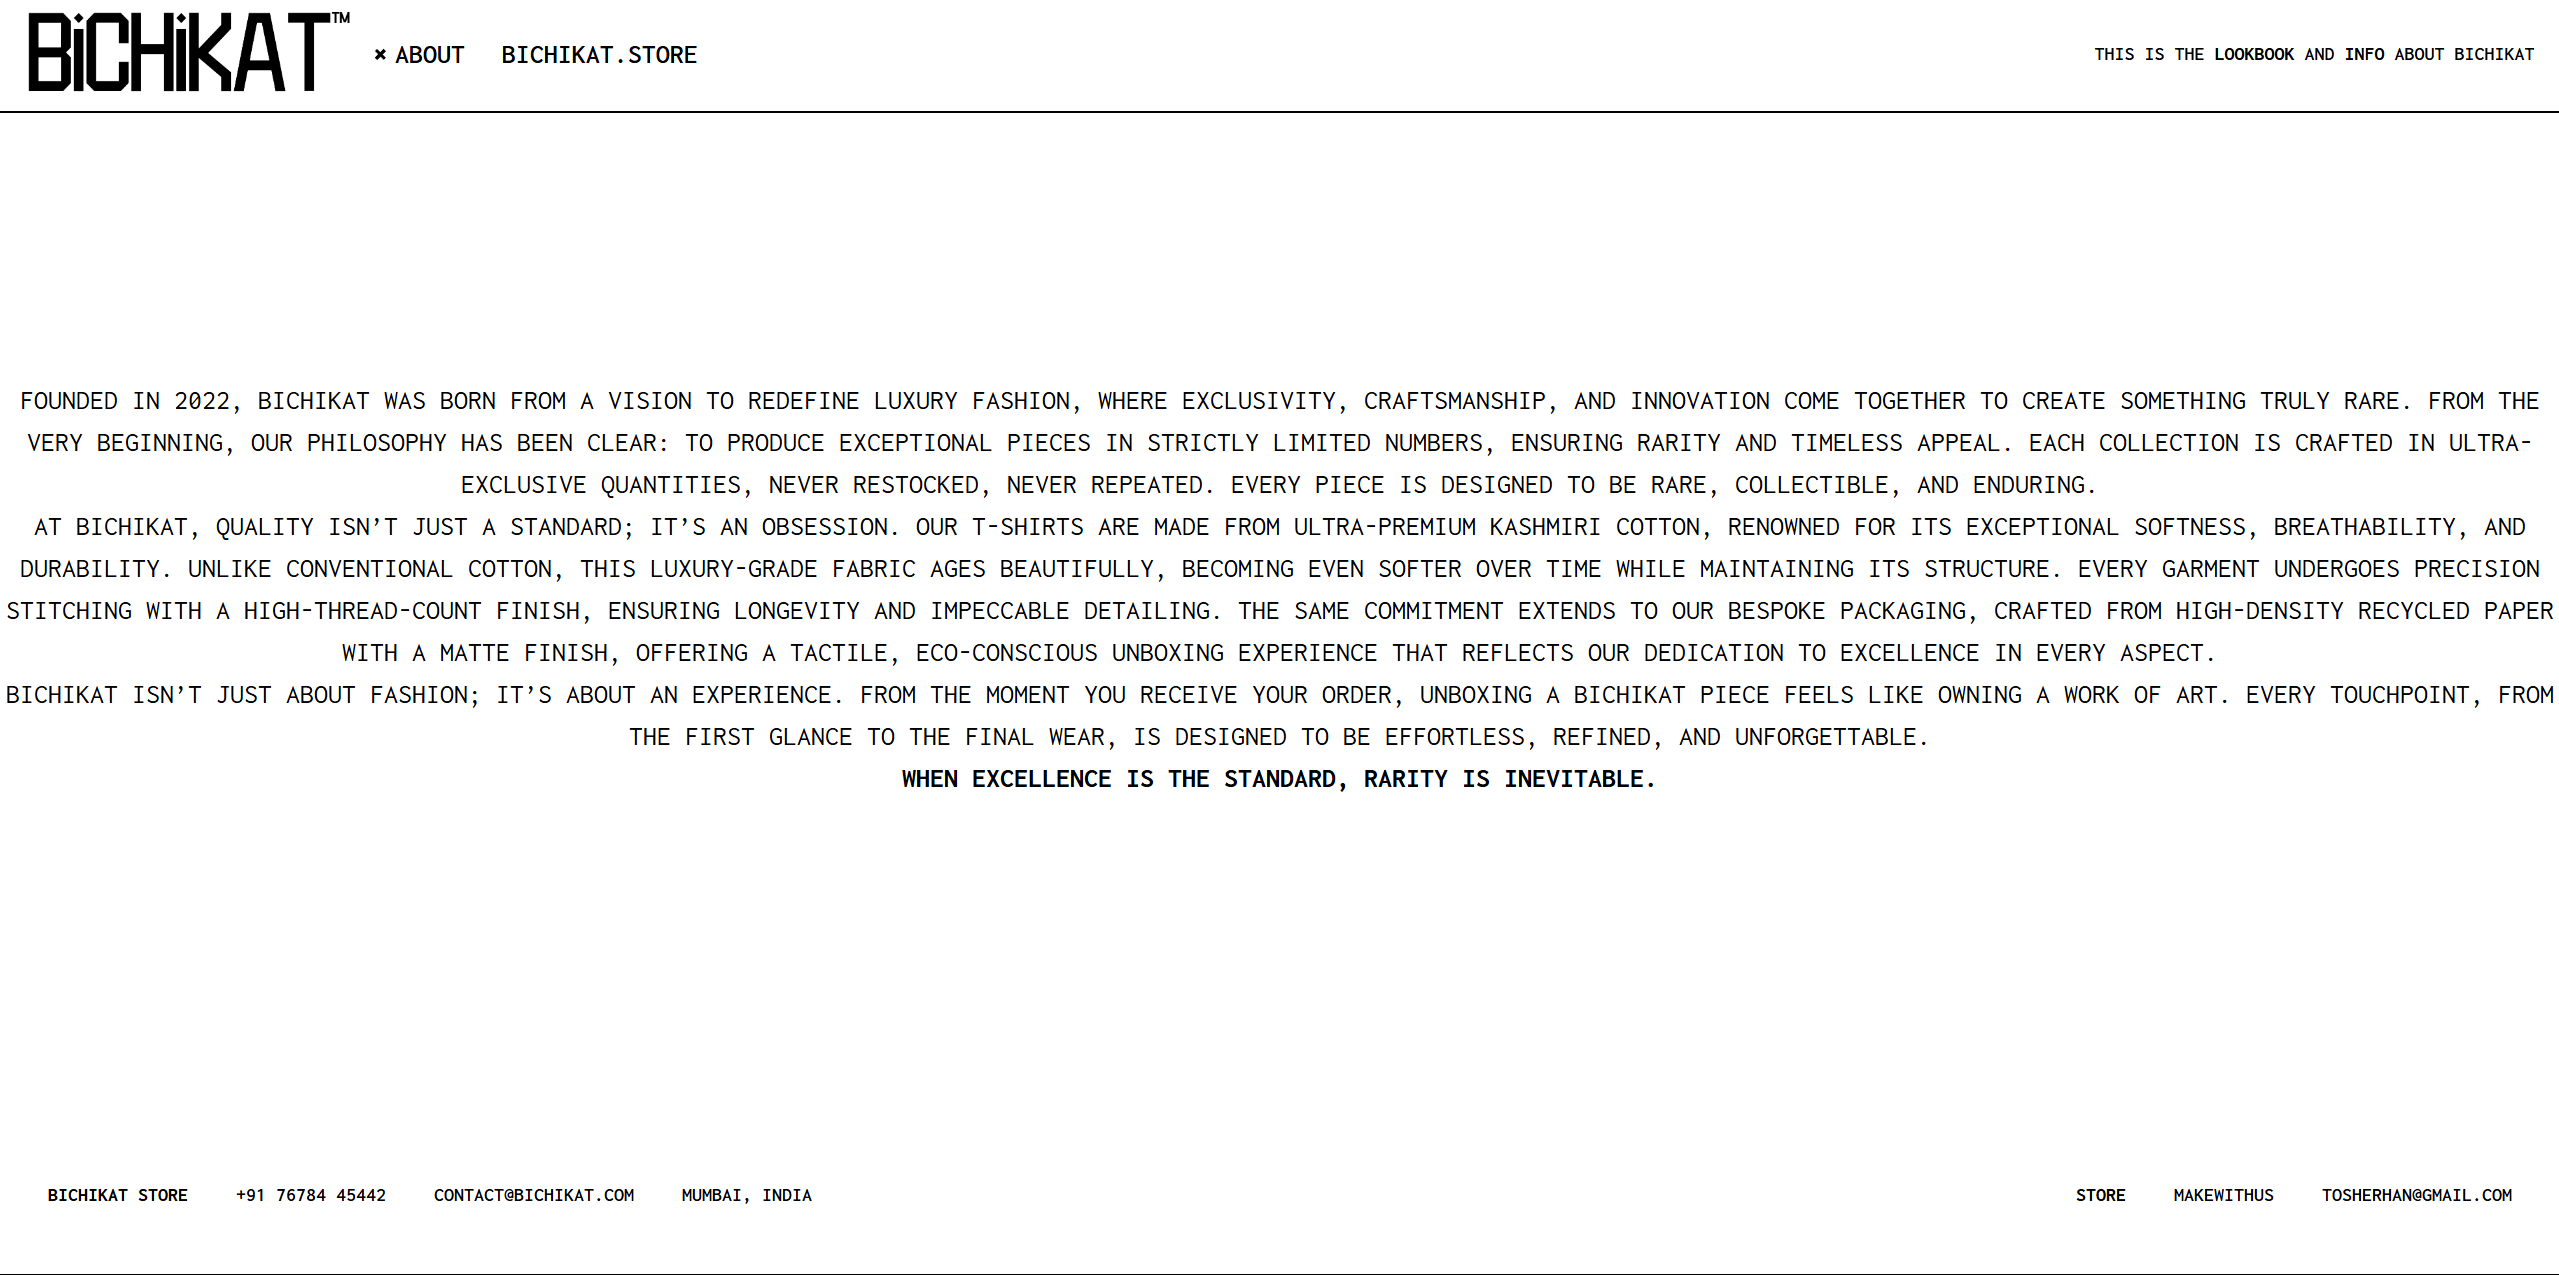 BiCHiKAT™
× ABOUT BICHIKAT.STORE
THIS IS THE LOOKBOOK AND INFO ABOUT BICHIKAT
FOUNDED IN 2022, BICHIKAT WAS BORN FROM A VISION TO REDEFINE LUXURY FASHION, WHERE EXCLUSIVITY, CRAFTSMANSHIP, AND INNOVATION COME TOGETHER TO CREATE SOMETHING TRULY RARE. FROM THE
VERY BEGINNING, OUR PHILOSOPHY HAS BEEN CLEAR: TO PRODUCE EXCEPTIONAL PIECES IN STRICTLY LIMITED NUMBERS, ENSURING RARITY AND TIMELESS APPEAL. EACH COLLECTION IS CRAFTED IN ULTRA-
EXCLUSIVE QUANTITIES, NEVER RESTOCKED, NEVER REPEATED. EVERY PIECE IS DESIGNED TO BE RARE, COLLECTIBLE, AND ENDURING.
AT BICHIKAT, QUALITY ISN’T JUST A STANDARD; IT’S AN OBSESSION. OUR T-SHIRTS ARE MADE FROM ULTRA-PREMIUM KASHMIRI COTTON, RENOWNED FOR ITS EXCEPTIONAL SOFTNESS, BREATHABILITY, AND
DURABILITY. UNLIKE CONVENTIONAL COTTON, THIS LUXURY-GRADE FABRIC AGES BEAUTIFULLY, BECOMING EVEN SOFTER OVER TIME WHILE MAINTAINING ITS STRUCTURE. EVERY GARMENT UNDERGOES PRECISION
STITCHING WITH A HIGH-THREAD-COUNT FINISH, ENSURING LONGEVITY AND IMPECCABLE DETAILING. THE SAME COMMITMENT EXTENDS TO OUR BESPOKE PACKAGING, CRAFTED FROM HIGH-DENSITY RECYCLED PAPER
WITH A MATTE FINISH, OFFERING A TACTILE, ECO-CONSCIOUS UNBOXING EXPERIENCE THAT REFLECTS OUR DEDICATION TO EXCELLENCE IN EVERY ASPECT.
BICHIKAT ISN’T JUST ABOUT FASHION; IT’S ABOUT AN EXPERIENCE. FROM THE MOMENT YOU RECEIVE YOUR ORDER, UNBOXING A BICHIKAT PIECE FEELS LIKE OWNING A WORK OF ART. EVERY TOUCHPOINT, FROM
THE FIRST GLANCE TO THE FINAL WEAR, IS DESIGNED TO BE EFFORTLESS, REFINED, AND UNFORGETTABLE.
WHEN EXCELLENCE IS THE STANDARD, RARITY IS INEVITABLE.
BICHIKAT STORE +91 76784 45442 CONTACT@BICHIKAT.COM MUMBAI, INDIA
STORE MAKEWITHUS TOSHERHAN@GMAIL.COM